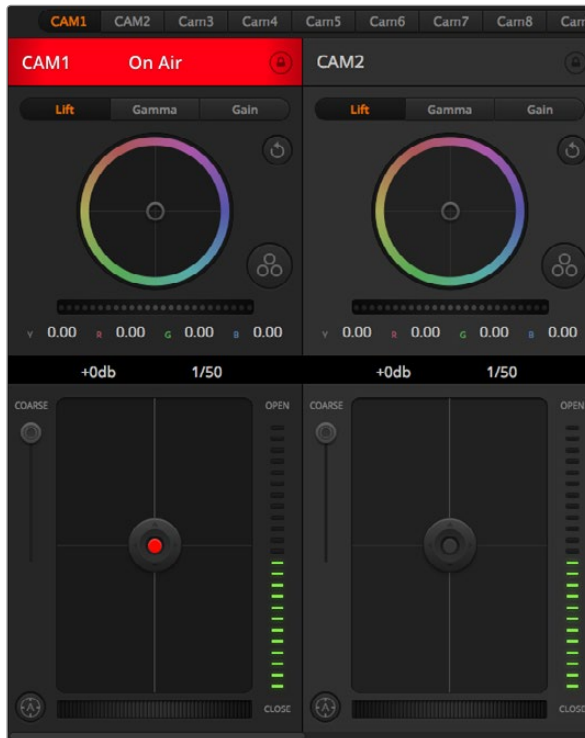 CAM1 CAM2 Cam3 Cam4 Cam5 Cam6 Cam7 Cam8 Cam
CAM1 On Air CAM2
Lift Gamma Gain Lift Gamma Gain
Y 0.00 R 0.00 G 0.00 B 0.00 Y 0.00 R 0.00 G 0.00 B 0.00
+0db 1/50 +0db 1/50
COARSE OPEN COARSE OPEN
A A
CLOSE CLOSE